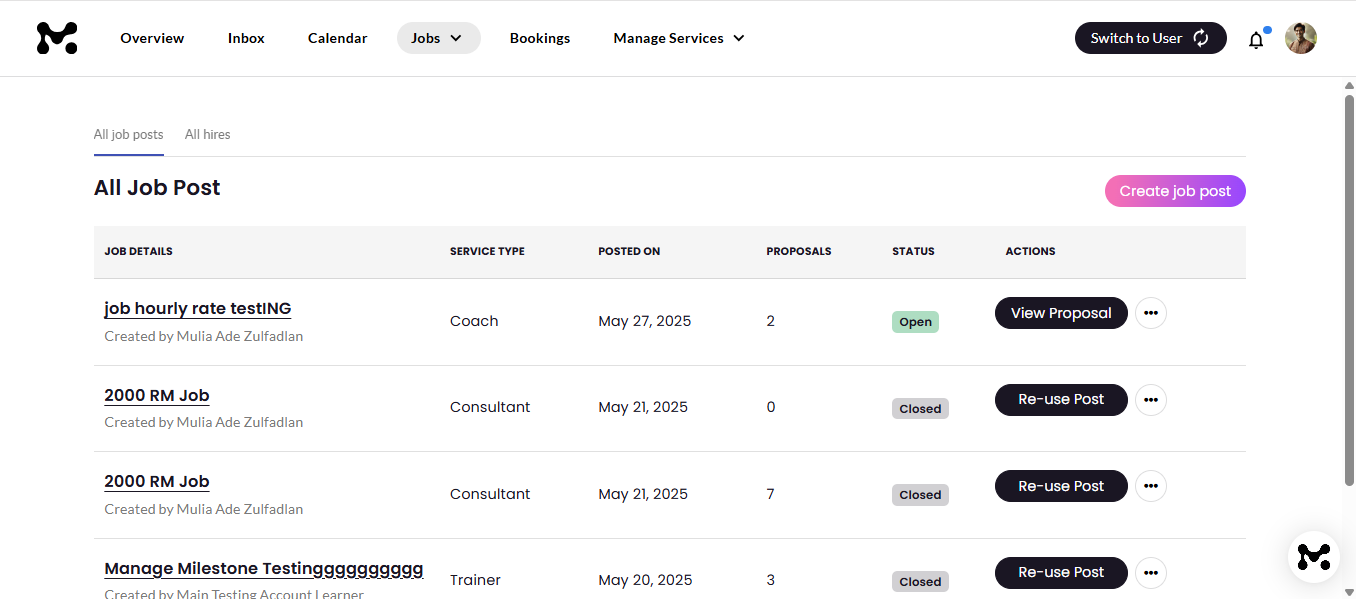 Overview Inbox Calendar Jobs Bookings Manage Services Switch to User
All job posts All hires
All Job Post
Create job post
JOB DETAILS SERVICE TYPE POSTED ON PROPOSALS STATUS ACTIONS
job hourly rate testING
Created by Mulia Ade Zulfadlan
Coach May 27, 2025 2 Open View Proposal
2000 RM Job
Created by Mulia Ade Zulfadlan
Consultant May 21, 2025 0 Closed Re-use Post
2000 RM Job
Created by Mulia Ade Zulfadlan
Consultant May 21, 2025 7 Closed Re-use Post
Manage Milestone Testingggggggggg
Created by Main Testing Account Learner
Trainer May 20, 2025 3 Closed Re-use Post